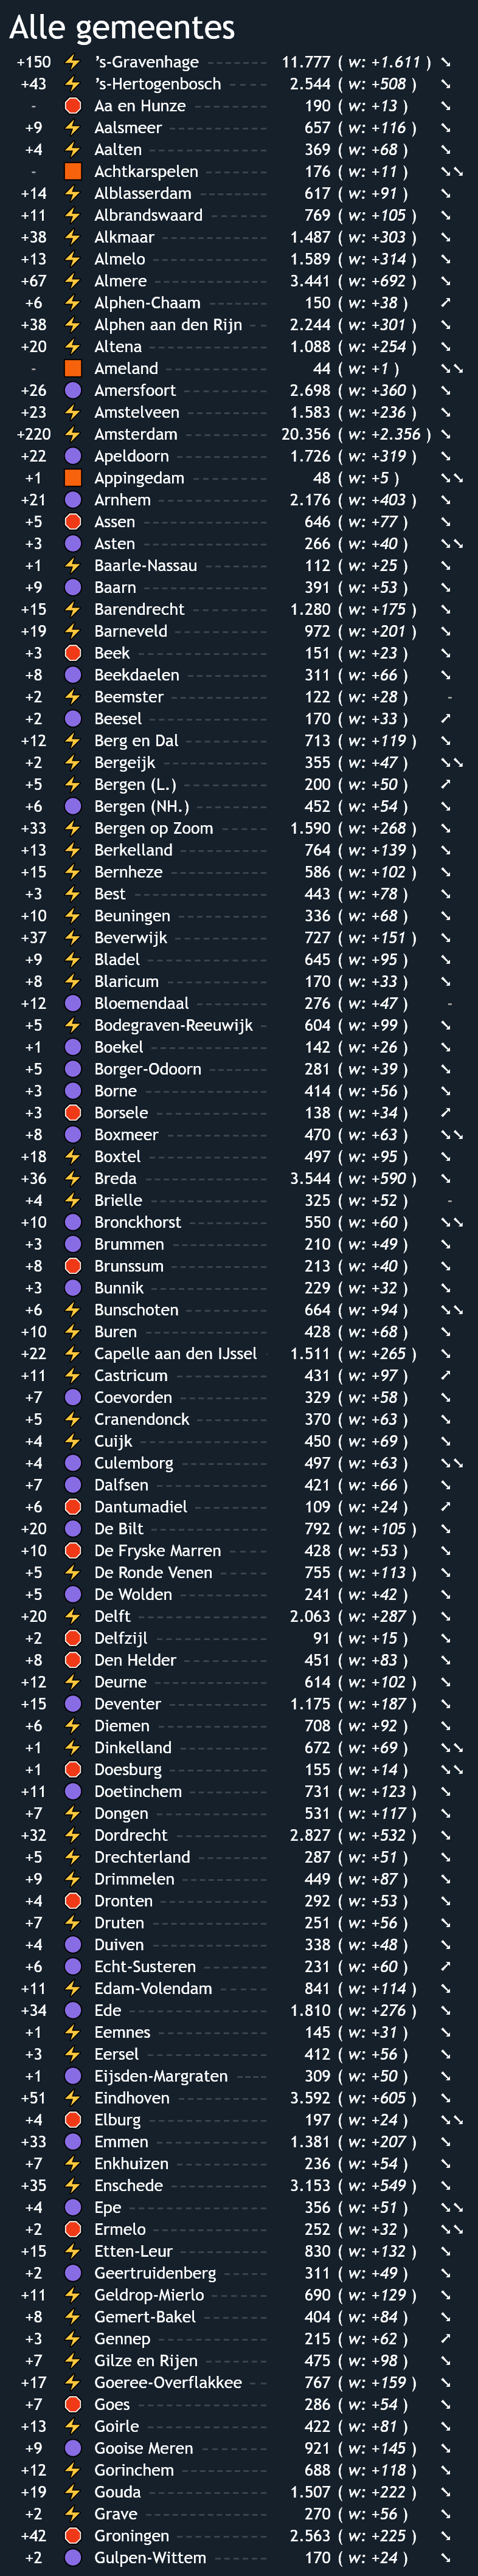 Alle gemeentes
+150 's-Gravenhage 11.777 ( w: +1.611 )
+43 's-Hertogenbosch 2.544 ( w: +508 )
- Aa en Hunze 190 ( w: +13 )
+9 Aalsmeer 657 ( w: +116 )
+4 Aalten 369 ( w: +68 )
- Achtkarspelen 176 ( w: +11 )
+14 Alblasserdam 617 ( w: +91 )
+11 Albrandswaard 769 ( w: +105 )
+38 Alkmaar 1.487 ( w: +303 )
+13 Almelo 1.589 ( w: +314 )
+67 Almere 3.441 ( w: +692 )
+6 Alphen-Chaam 150 ( w: +38 )
+38 Alphen aan den Rijn 2.244 ( w: +301 )
+20 Altena 1.088 ( w: +254 )
- Ameland 44 ( w: +1 )
+26 Amersfoort 2.698 ( w: +360 )
+23 Amstelveen 1.583 ( w: +236 )
+220 Amsterdam 20.356 ( w: +2.356 )
+22 Apeldoorn 1.726 ( w: +319 )
+1 Appingedam 48 ( w: +5 )
+21 Arnhem 2.176 ( w: +403 )
+5 Assen 646 ( w: +77 )
+3 Asten 266 ( w: +40 )
+1 Baarle-Nassau 112 ( w: +25 )
+9 Baarn 391 ( w: +53 )
+15 Barendrecht 1.280 ( w: +175 )
+19 Barneveld 972 ( w: +201 )
+3 Beek 151 ( w: +23 )
+8 Beekdaelen 311 ( w: +66 )
+2 Beemster 122 ( w: +28 ) -
+2 Beesel 170 ( w: +33 )
+12 Berg en Dal 713 ( w: +119 )
+2 Bergeijk 355 ( w: +47 )
+5 Bergen (L.) 200 ( w: +50 )
+6 Bergen (NH.) 452 ( w: +54 )
+33 Bergen op Zoom 1.590 ( w: +268 )
+13 Berkelland 764 ( w: +139 )
+15 Bernheze 586 ( w: +102 )
+3 Best 443 ( w: +78 )
+10 Beuningen 336 ( w: +68 )
+37 Beverwijk 727 ( w: +151 )
+9 Bladel 645 ( w: +95 )
+8 Blaricum 170 ( w: +33 )
+12 Bloemendaal 276 ( w: +47 ) -
+5 Bodegraven-Reeuwijk 604 ( w: +99 )
+1 Boekel 142 ( w: +26 )
+5 Borger-Odoorn 281 ( w: +39 )
+3 Borne 414 ( w: +56 )
+3 Borsele 138 ( w: +34 )
+8 Boxmeer 470 ( w: +63 )
+18 Boxtel 497 ( w: +95 )
+36 Breda 3.544 ( w: +590 )
+4 Brielle 325 ( w: +52 ) -
+10 Bronckhorst 550 ( w: +60 )
+3 Brummen 210 ( w: +49 )
+8 Brunssum 213 ( w: +40 )
+3 Bunnik 229 ( w: +32 )
+6 Bunschoten 664 ( w: +94 )
+10 Buren 428 ( w: +68 )
+22 Capelle aan den IJssel 1.511 ( w: +265 )
+11 Castricum 431 ( w: +97 )
+7 Coevorden 329 ( w: +58 )
+5 Cranendonck 370 ( w: +63 )
+4 Cuijk 450 ( w: +69 )
+4 Culemborg 497 ( w: +63 )
+7 Dalfsen 421 ( w: +66 )
+6 Dantumadiel 109 ( w: +24 )
+20 De Bilt 792 ( w: +105 )
+10 De Fryske Marren 428 ( w: +53 )
+5 De Ronde Venen 755 ( w: +113 )
+5 De Wolden 241 ( w: +42 )
+20 Delft 2.063 ( w: +287 )
+2 Delfzijl 91 ( w: +15 )
+8 Den Helder 451 ( w: +83 )
+12 Deurne 614 ( w: +102 )
+15 Deventer 1.175 ( w: +187 )
+6 Diemen 708 ( w: +92 )
+1 Dinkelland 672 ( w: +69 )
+1 Doesburg 155 ( w: +14 )
+11 Doetinchem 731 ( w: +123 )
+7 Dongen 531 ( w: +117 )
+32 Dordrecht 2.827 ( w: +532 )
+5 Drechterland 287 ( w: +51 )
+9 Drimmelen 449 ( w: +87 )
+4 Dronten 292 ( w: +53 )
+7 Druten 251 ( w: +56 )
+4 Duiven 338 ( w: +48 )
+6 Echt-Susteren 231 ( w: +60 )
+11 Edam-Volendam 841 ( w: +114 )
+34 Ede 1.810 ( w: +276 )
+1 Eemnes 145 ( w: +31 )
+3 Eersel 412 ( w: +56 )
+1 Eijsden-Margraten 309 ( w: +50 )
+51 Eindhoven 3.592 ( w: +605 )
+4 Elburg 197 ( w: +24 )
+33 Emmen 1.381 ( w: +207 )
+7 Enkhuizen 236 ( w: +54 )
+35 Enschede 3.153 ( w: +549 )
+4 Epe 356 ( w: +51 )
+2 Ermelo 252 ( w: +32 )
+15 Etten-Leur 830 ( w: +132 )
+2 Geertruidenberg 311 ( w: +49 )
+11 Geldrop-Mierlo 690 ( w: +129 )
+8 Gemert-Bakel 404 ( w: +84 )
+3 Gennep 215 ( w: +62 )
+7 Gilze en Rijen 475 ( w: +98 )
+17 Goeree-Overflakkee 767 ( w: +159 )
+7 Goes 286 ( w: +54 )
+13 Goirle 422 ( w: +81 )
+9 Gooise Meren 921 ( w: +145 )
+12 Gorinchem 688 ( w: +118 )
+19 Gouda 1.507 ( w: +222 )
+2 Grave 270 ( w: +56 )
+42 Groningen 2.563 ( w: +225 )
+2 Gulpen-Wittem 170 ( w: +24 )